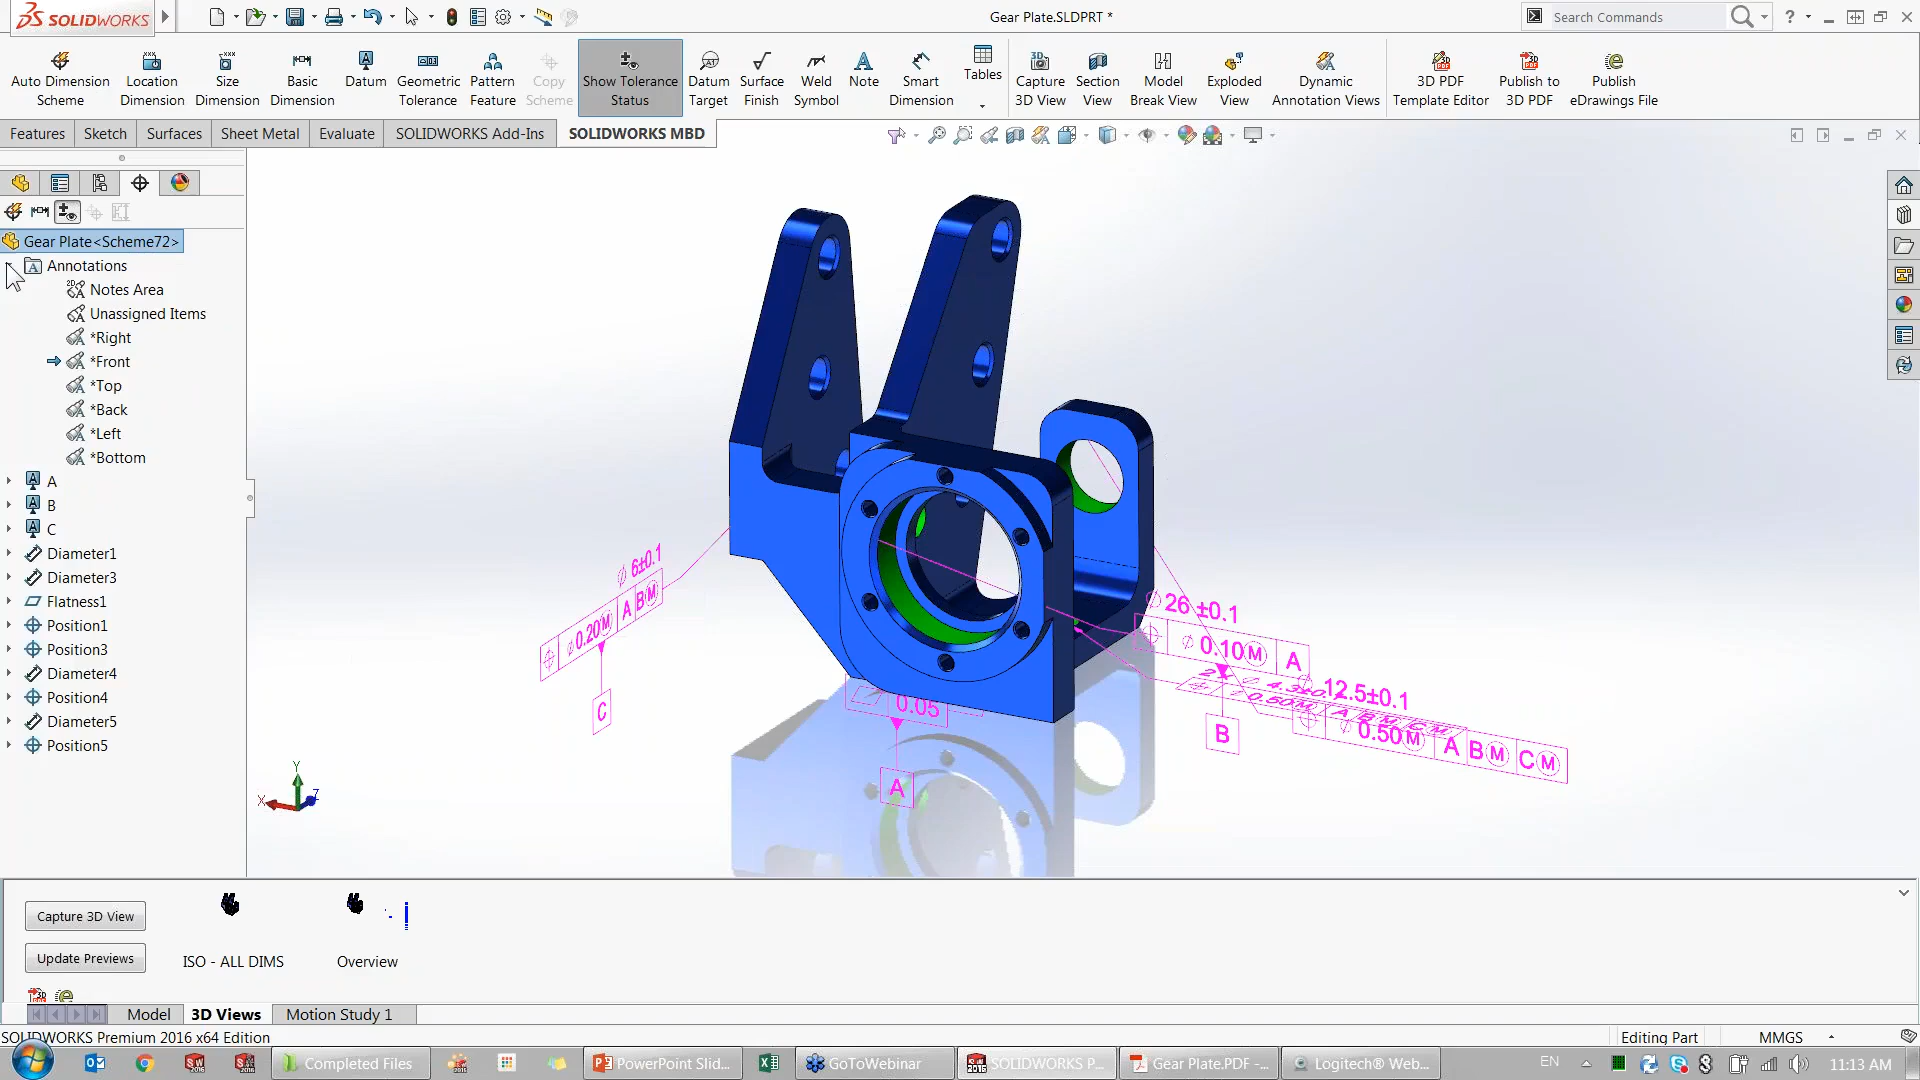 SOLIDWORKS
Gear Plate.SLDPRT *
Search Commands
?
Auto Dimension Scheme
Location Dimension
Size Dimension
Basic Dimension
Datum
Geometric Tolerance
Pattern Feature
Copy Scheme
Show Tolerance Status
Datum Target
Surface Finish
Weld Symbol
Note
Smart Dimension
Tables
Capture 3D View
Section View
Model Break View
Exploded View
Dynamic Annotation Views
3D PDF Template Editor
Publish to 3D PDF
Publish eDrawings File
Features
Sketch
Surfaces
Sheet Metal
Evaluate
SOLIDWORKS Add-Ins
SOLIDWORKS MBD
Gear Plate<Scheme72>
Annotations
Notes Area
Unassigned Items
*Right
*Front
*Top
*Back
*Left
*Bottom
A
B
C
Diameter1
Diameter3
Flatness1
Position1
Position3
Diameter4
Position4
Diameter5
Position5
⌀ 6±0.1
⌀0.20Ⓜ A BⓂ
C
0.05
A
⌀26 ±0.1
⌀ 0.10Ⓜ A
B
12.5±0.1
⌀0.50Ⓜ A BⓂ CⓂ
Y
X
Z
Capture 3D View
Update Previews
ISO - ALL DIMS
Overview
Model
3D Views
Motion Study 1
SOLIDWORKS Premium 2016 x64 Edition
Editing Part
MMGS
Completed Files
PowerPoint Slid...
GoToWebinar
SOLIDWORKS P...
Gear Plate.PDF -...
Logitech® Web...
EN
11:13 AM